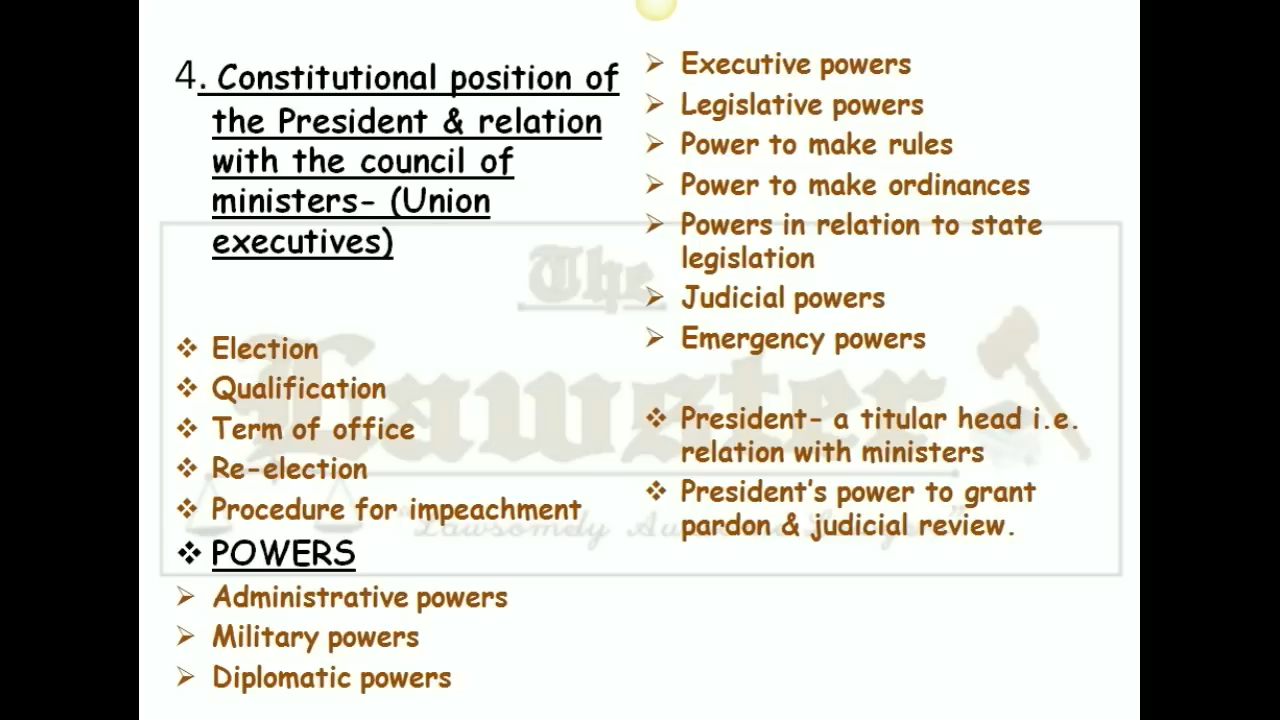 4. Constitutional position of
the President & relation
with the council of
ministers- (Union
executives)
❖ Election
❖ Qualification
❖ Term of office
❖ Re-election
❖ Procedure for impeachment
❖ POWERS
➢ Administrative powers
➢ Military powers
➢ Diplomatic powers
➢ Executive powers
➢ Legislative powers
➢ Power to make rules
➢ Power to make ordinances
➢ Powers in relation to state
legislation
➢ Judicial powers
➢ Emergency powers
❖ President- a titular head i.e.
relation with ministers
❖ President's power to grant
pardon & judicial review.
The
Lawster
"Lawsomely